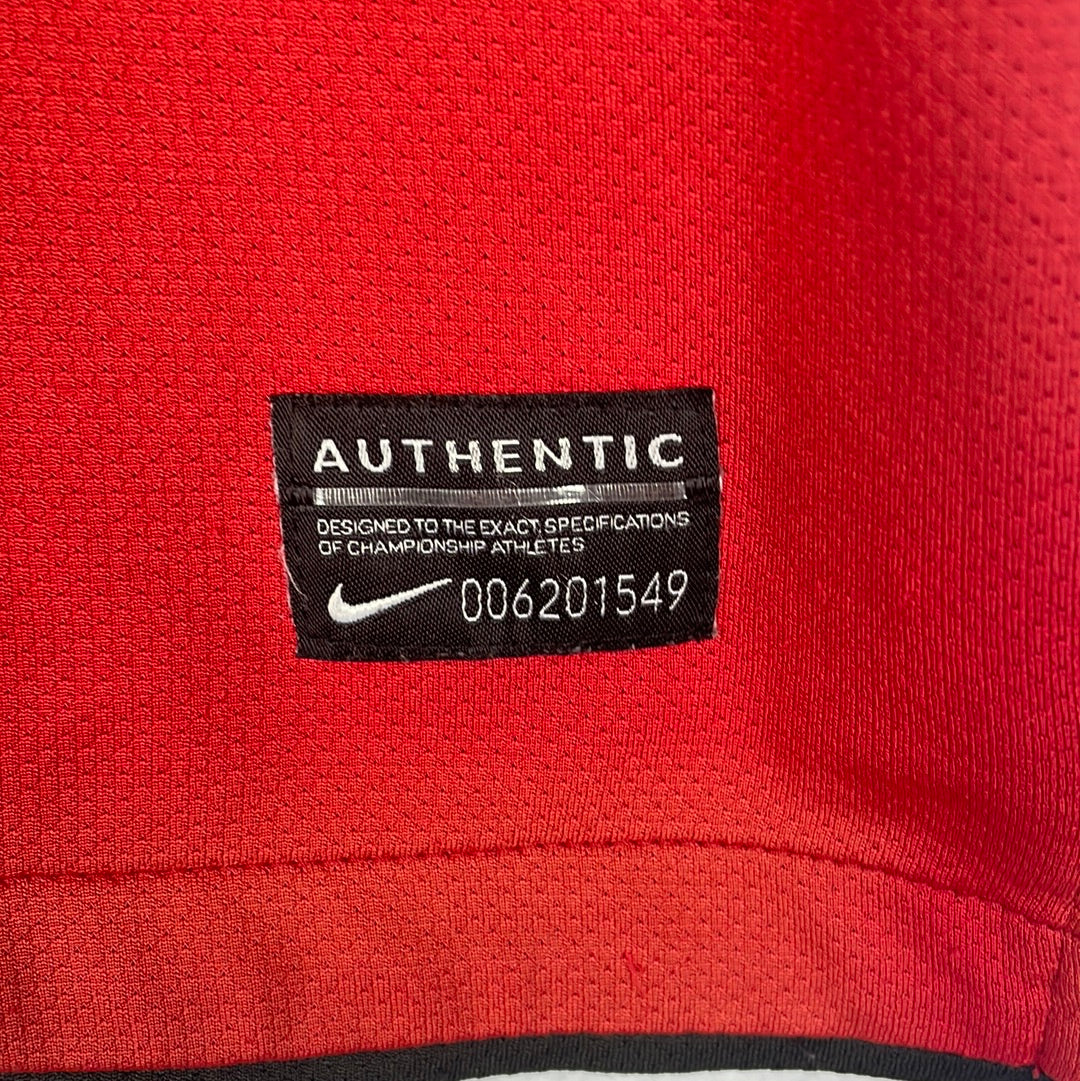 AUTHENTIC
DESIGNED TO THE EXACT SPECIFICATIONS
OF CHAMPIONSHIP ATHLETES
006201549